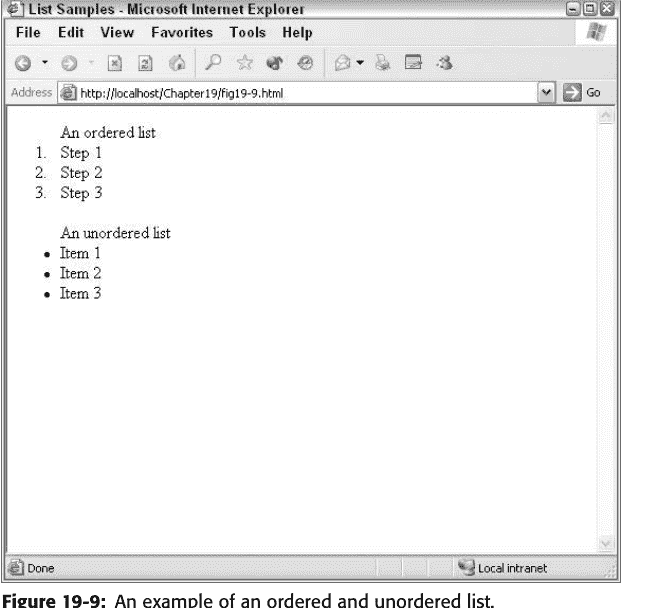 List Samples - Microsoft Internet Explorer
File Edit View Favorites Tools Help
Address http://localhost/Chapter19/fig19-9.html Go
An ordered list
1. Step 1
2. Step 2
3. Step 3
An unordered list
• Item 1
• Item 2
• Item 3
Done Local intranet
Figure 19-9: An example of an ordered and unordered list.